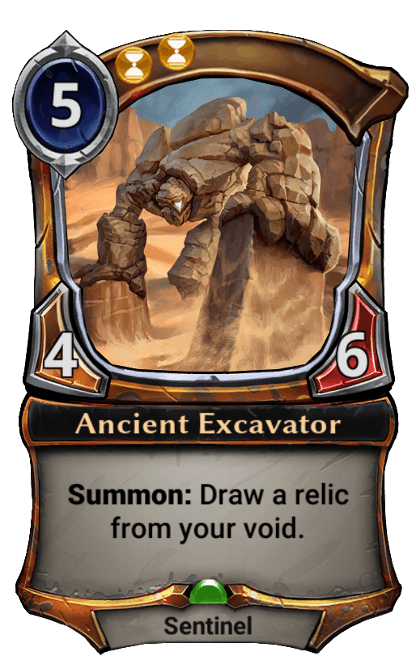 5
4
6
Ancient Excavator
Summon: Draw a relic
from your void.
Sentinel